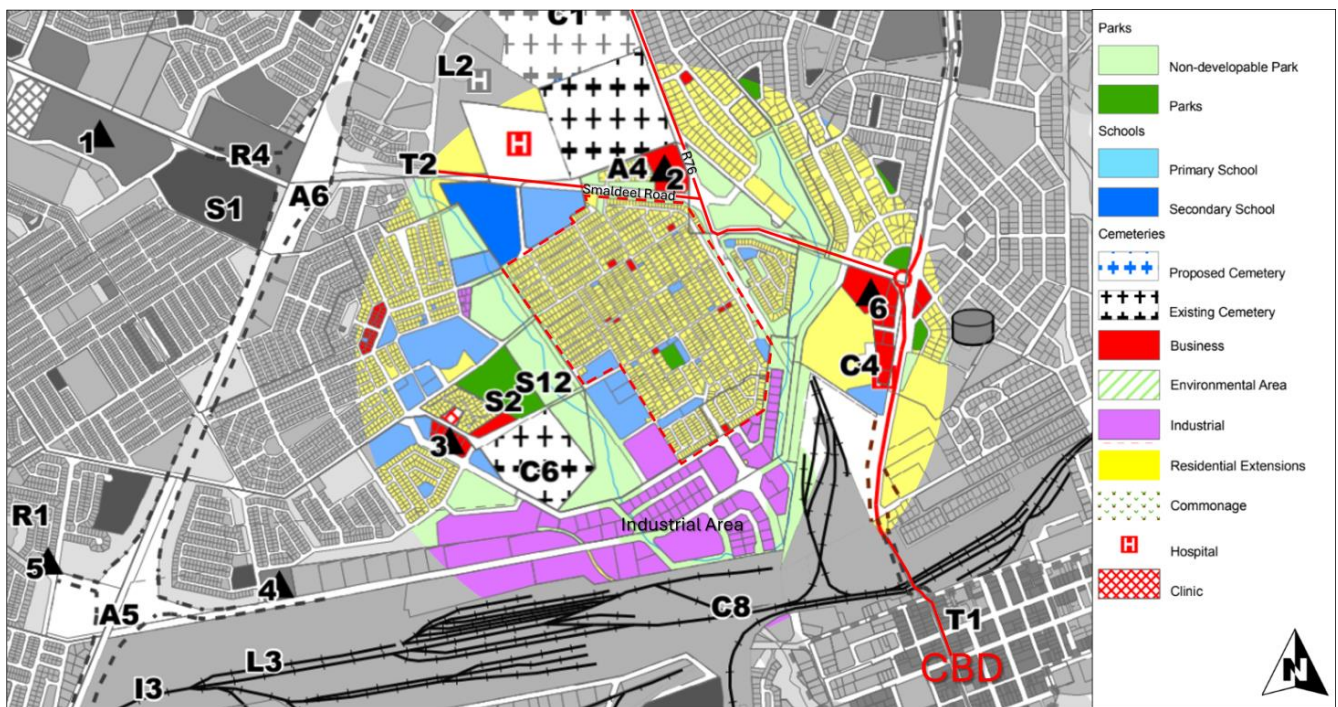 C1
L2
H
1
R4
H
R76
T2
A4
2
A6
Smaldeel Road
S1
6
C4
H
S12
S2
3
C6
R1
Industrial Area
5
4
A5
C8
T1
L3
CBD
I3
Parks
Non-developable Park
Parks
Schools
Primary School
Secondary School
Cemeteries
Proposed Cemetery
Existing Cemetery
Business
Environmental Area
Industrial
Residential Extensions
Commonage
H Hospital
Clinic
N